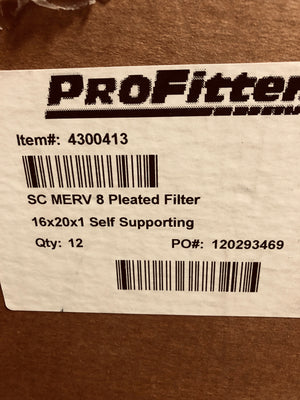 PROFitter
Item#: 4300413
SC MERV 8 Pleated Filter
16x20x1 Self Supporting
Qty: 12 PO#: 120293469